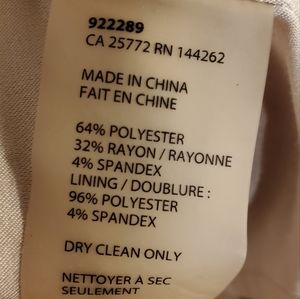 922289
CA 25772 RN 144262
MADE IN CHINA
FAIT EN CHINE
64% POLYESTER
32% RAYON / RAYONNE
4% SPANDEX
LINING / DOUBLURE :
96% POLYESTER
4% SPANDEX
DRY CLEAN ONLY
NETTOYER À SEC
SEULEMENT